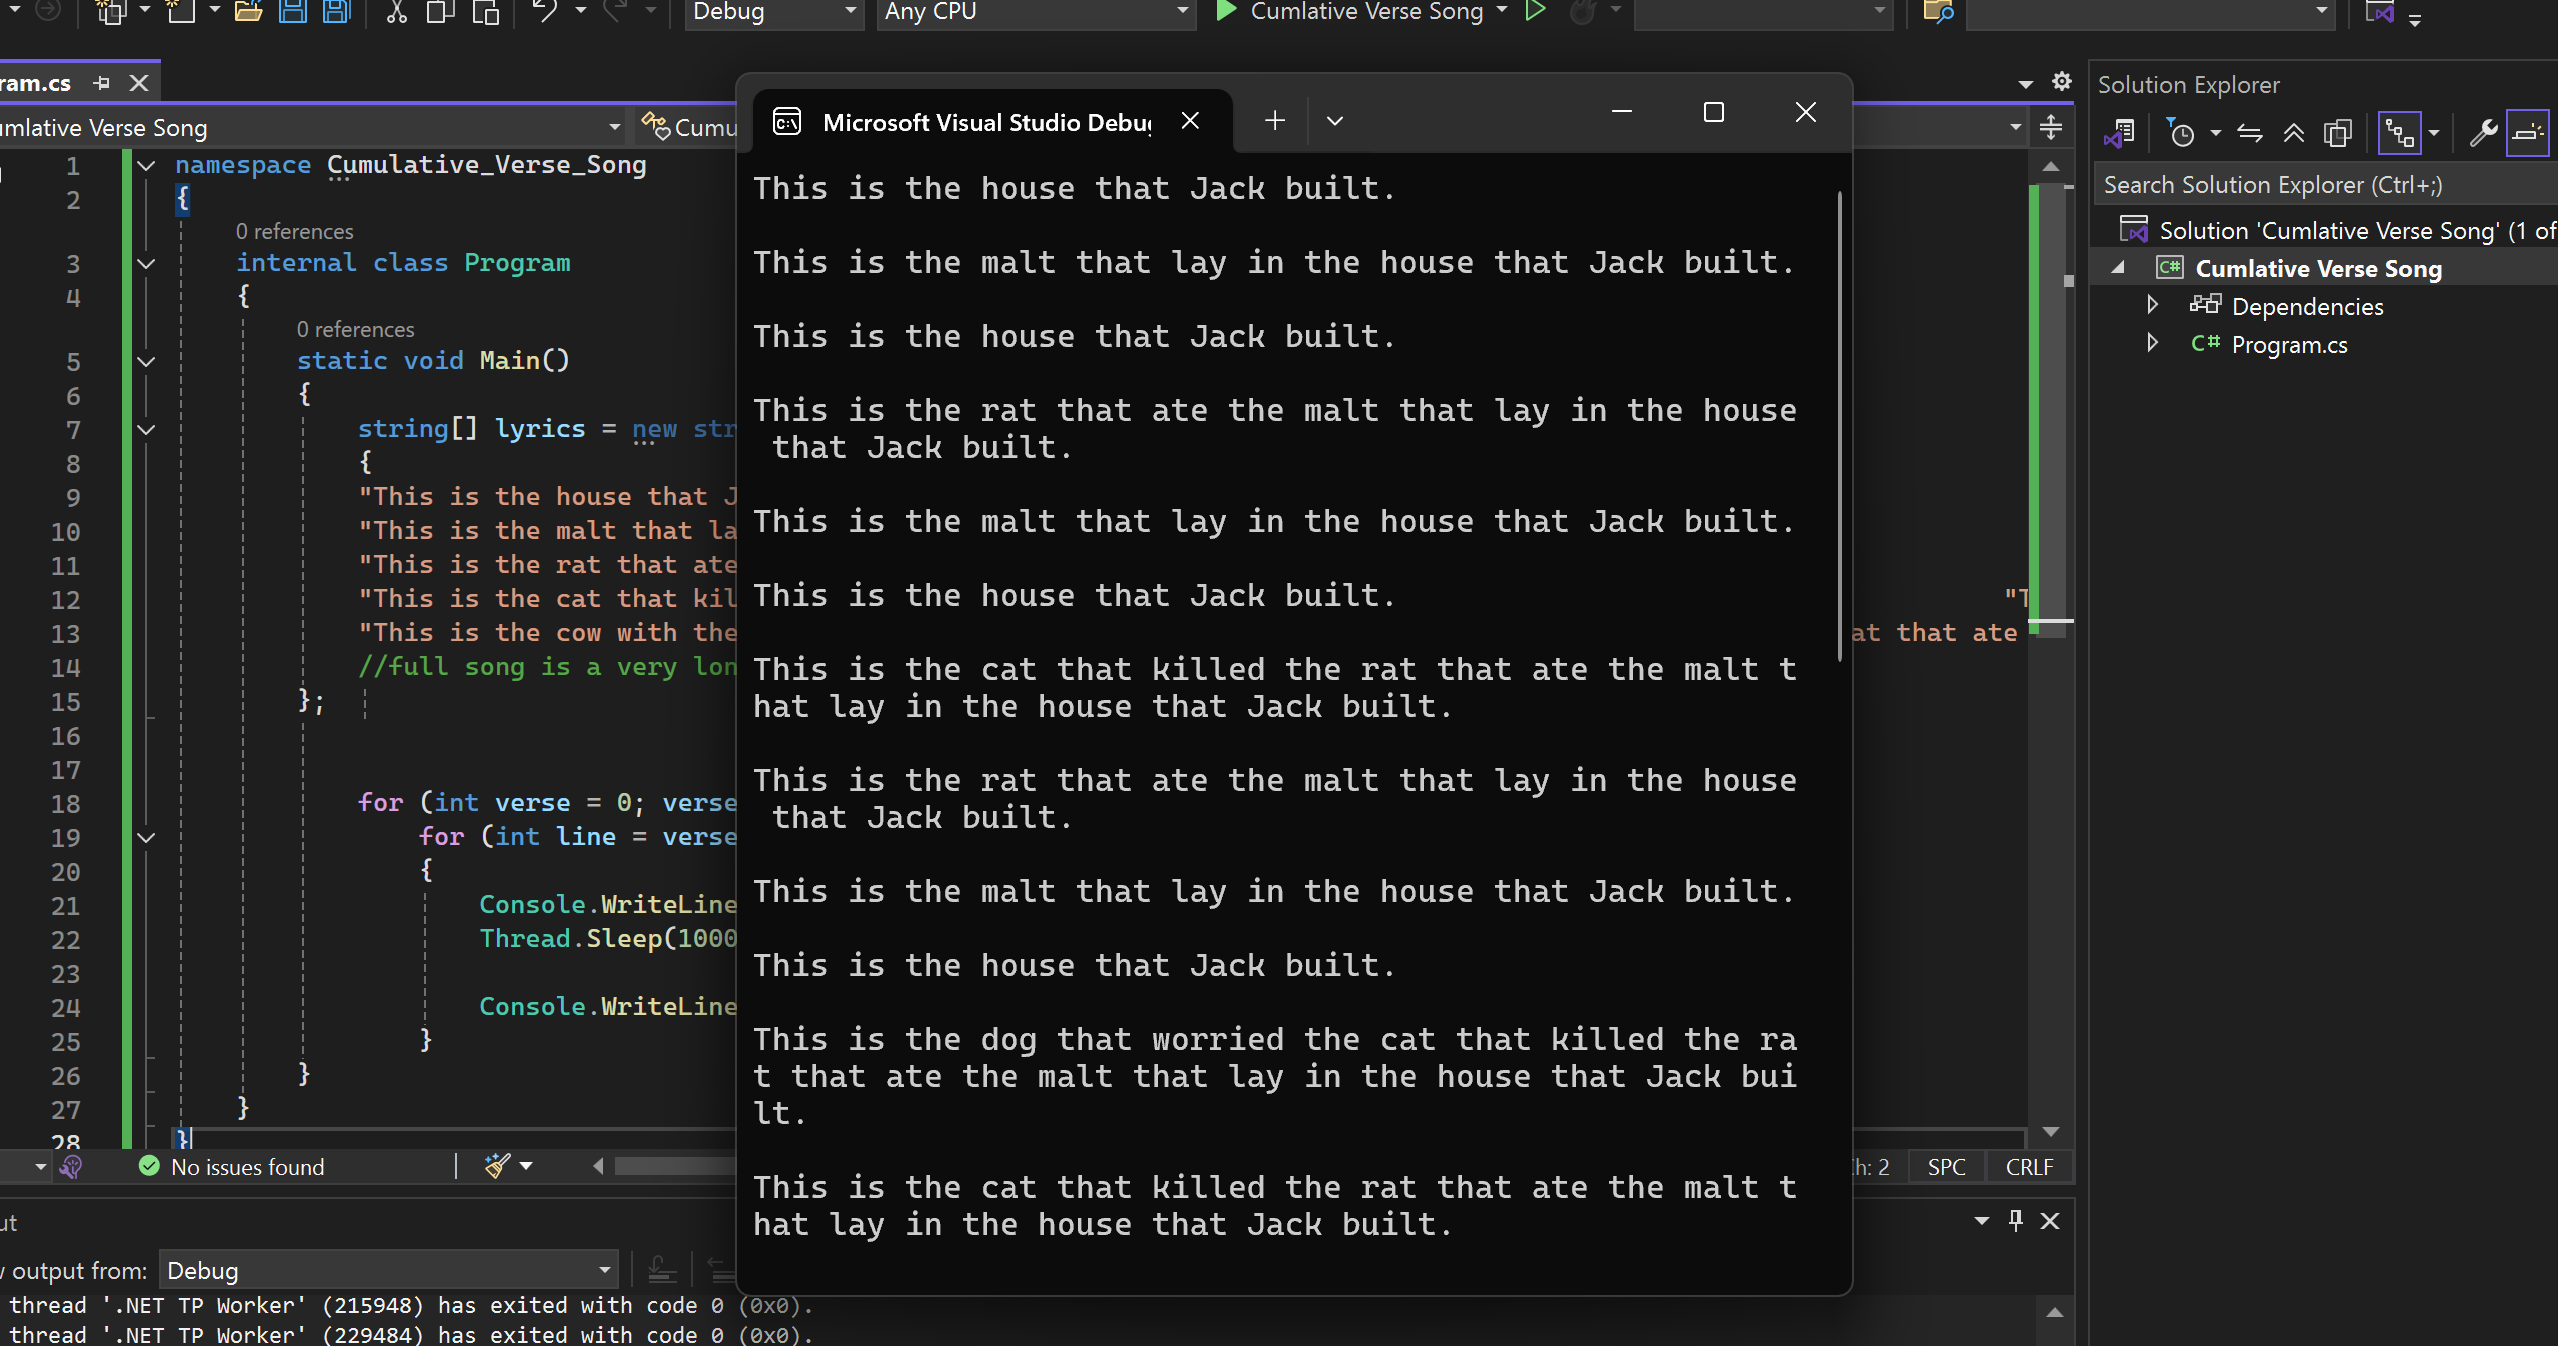 Debug
Any CPU
Cumlative Verse Song
ram.cs
mlative Verse Song
Cumu
1 namespace Cumulative_Verse_Song
2 {
0 references
3 internal class Program
4 {
0 references
5 static void Main()
6 {
7 string[] lyrics = new str
8 {
9 "This is the house that J
10 "This is the malt that la
11 "This is the rat that ate
12 "This is the cat that kil
13 "This is the cow with the
14 //full song is a very lon
15 };
16
17
18 for (int verse = 0; verse
19 for (int line = verse
20 {
21 Console.WriteLine
22 Thread.Sleep(1000
23
24 Console.WriteLine
25 }
26 }
27 }
28 }
"T
at that ate
No issues found
h: 2
SPC
CRLF
ut
output from:
Debug
thread '.NET TP Worker' (215948) has exited with code 0 (0x0).
thread '.NET TP Worker' (229484) has exited with code 0 (0x0).
Microsoft Visual Studio Debu
This is the house that Jack built.
This is the malt that lay in the house that Jack built.
This is the house that Jack built.
This is the rat that ate the malt that lay in the house
that Jack built.
This is the malt that lay in the house that Jack built.
This is the house that Jack built.
This is the cat that killed the rat that ate the malt t
hat lay in the house that Jack built.
This is the rat that ate the malt that lay in the house
that Jack built.
This is the malt that lay in the house that Jack built.
This is the house that Jack built.
This is the dog that worried the cat that killed the ra
t that ate the malt that lay in the house that Jack bui
lt.
This is the cat that killed the rat that ate the malt t
hat lay in the house that Jack built.
Solution Explorer
Search Solution Explorer (Ctrl+;)
Solution 'Cumlative Verse Song' (1 of
C# Cumlative Verse Song
Dependencies
C# Program.cs